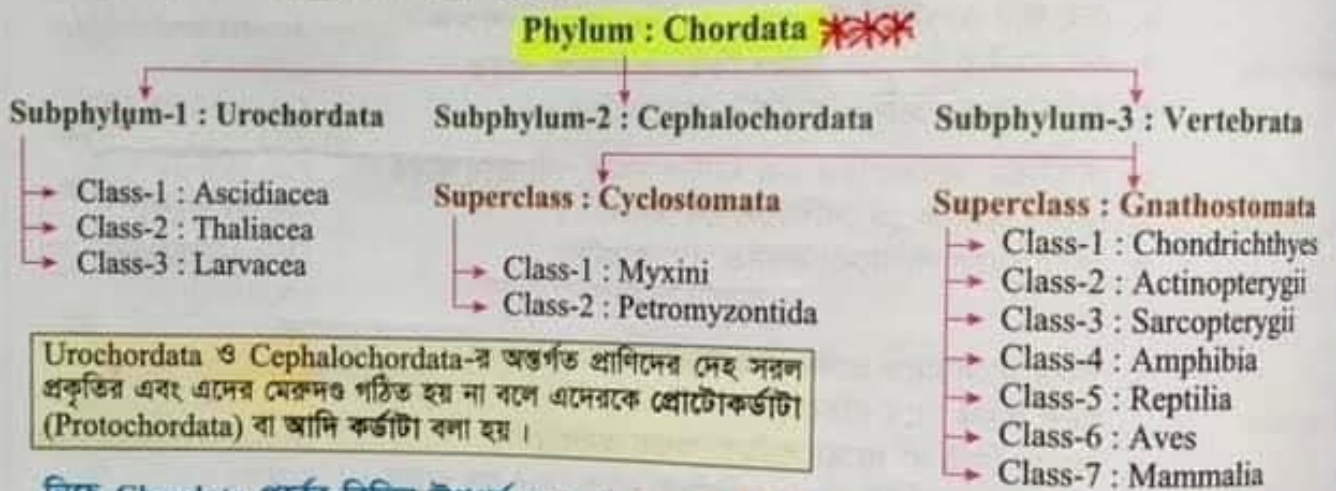 Phylum : Chordata
Subphylum-1 : Urochordata
Class-1 : Ascidiacea
Class-2 : Thaliacea
Class-3 : Larvacea
Subphylum-2 : Cephalochordata
Subphylum-3 : Vertebrata
Superclass : Cyclostomata
Class-1 : Myxini
Class-2 : Petromyzontida
Superclass : Gnathostomata
Class-1 : Chondrichthyes
Class-2 : Actinopterygii
Class-3 : Sarcopterygii
Class-4 : Amphibia
Class-5 : Reptilia
Class-6 : Aves
Class-7 : Mammalia
Urochordata ও Cephalochordata-র অন্তর্গত প্রাণিদের দেহ সরল
প্রকৃতির এবং এদের মেরুদণ্ড গঠিত হয় না বলে এদেরকে প্রোটোকর্ডাটা
(Protochordata) বা আদি কর্ডাটা বলা হয়।